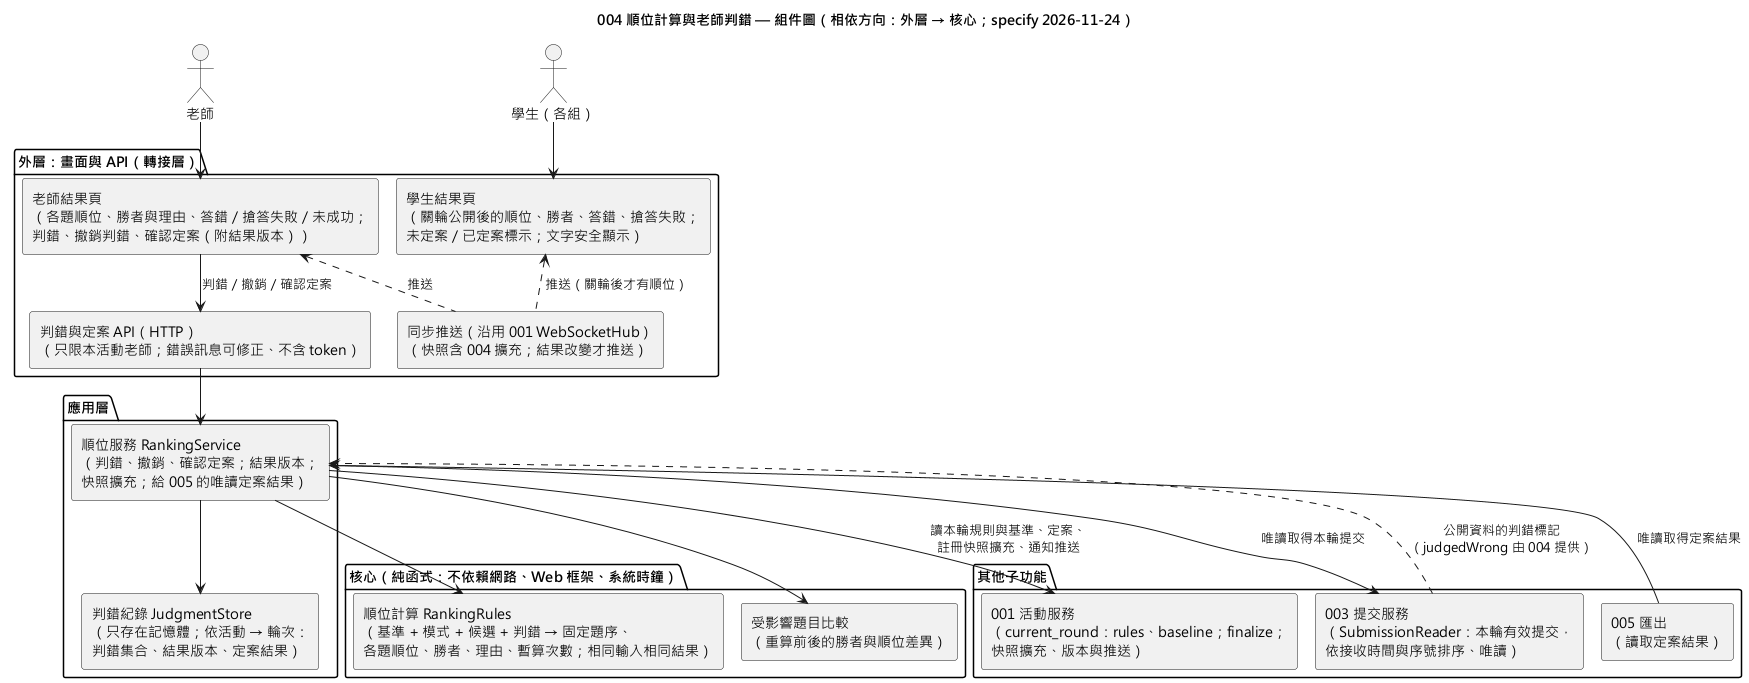 004 順位計算與老師判錯 — 組件圖（相依方向：外層 → 核心；specify 2026-11-24）
老師
學生（各組）
外層：畫面與 API（轉接層）
老師結果頁
（各題順位、勝者與理由、答錯 / 搶答失敗 / 未成功；
判錯、撤銷判錯、確認定案（附結果版本））
學生結果頁
（關輪公開後的順位、勝者、答錯、搶答失敗；
未定案 / 已定案標示；文字安全顯示）
判錯 / 撤銷 / 確認定案
推送
推送（關輪後才有順位）
判錯與定案 API（HTTP）
（只限本活動老師；錯誤訊息可修正、不含 token）
同步推送（沿用 001 WebSocketHub）
（快照含 004 擴充；結果改變才推送）
應用層
順位服務 RankingService
（判錯、撤銷、確認定案；結果版本；
快照擴充；給 005 的唯讀定案結果）
讀本輪規則與基準、定案、
註冊快照擴充、通知推送
唯讀取得本輪提交
公開資料的判錯標記
（judgedWrong 由 004 提供）
唯讀取得定案結果
判錯紀錄 JudgmentStore
（只存在記憶體；依活動 → 輪次：
判錯集合、結果版本、定案結果）
核心（純函式：不依賴網路、Web 框架、系統時鐘）
順位計算 RankingRules
（基準 + 模式 + 候選 + 判錯 → 固定題序、
各題順位、勝者、理由、暫算次數；相同輸入相同結果）
受影響題目比較
（重算前後的勝者與順位差異）
其他子功能
001 活動服務
（current_round：rules、baseline；finalize；
快照擴充、版本與推送）
003 提交服務
（SubmissionReader：本輪有效提交，
依接收時間與序號排序、唯讀）
005 匯出
（讀取定案結果）